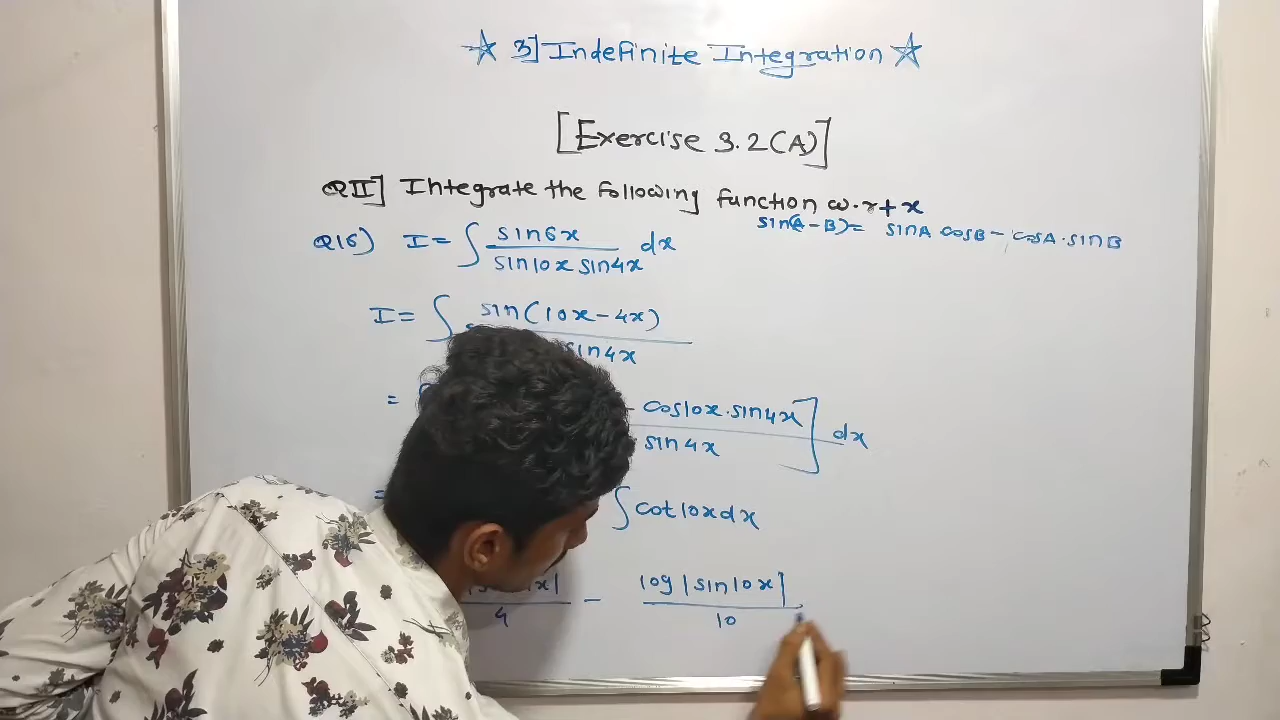 ☆ 3] Indefinite Integration ☆
[Exercise 3.2(A)]
QII] Integrate the following function w.r+ x
sin(A - B) = sinA cosB - cosA.sinB
Q16) I = ∫ sin6x / sin10x sin4x dx
I = ∫ sin(10x - 4x)
sin4x
= - cos10x.sin4x ] dx
sin4x
= ∫ cot10x dx
x| / 4 - log|sin10x| / 10